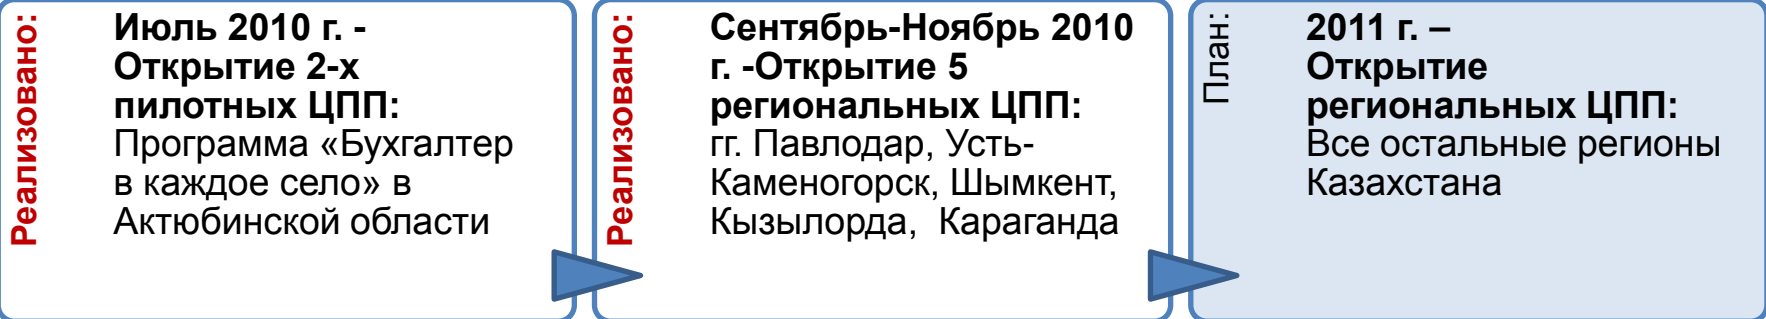 Реализовано:
Июль 2010 г. -
Открытие 2-х
пилотных ЦПП:
Программа «Бухгалтер
в каждое село» в
Актюбинской области
Реализовано:
Сентябрь-Ноябрь 2010
г. -Открытие 5
региональных ЦПП:
гг. Павлодар, Усть-
Каменогорск, Шымкент,
Кызылорда,  Караганда
План:
2011 г. –
Открытие
региональных ЦПП:
Все остальные регионы
Казахстана